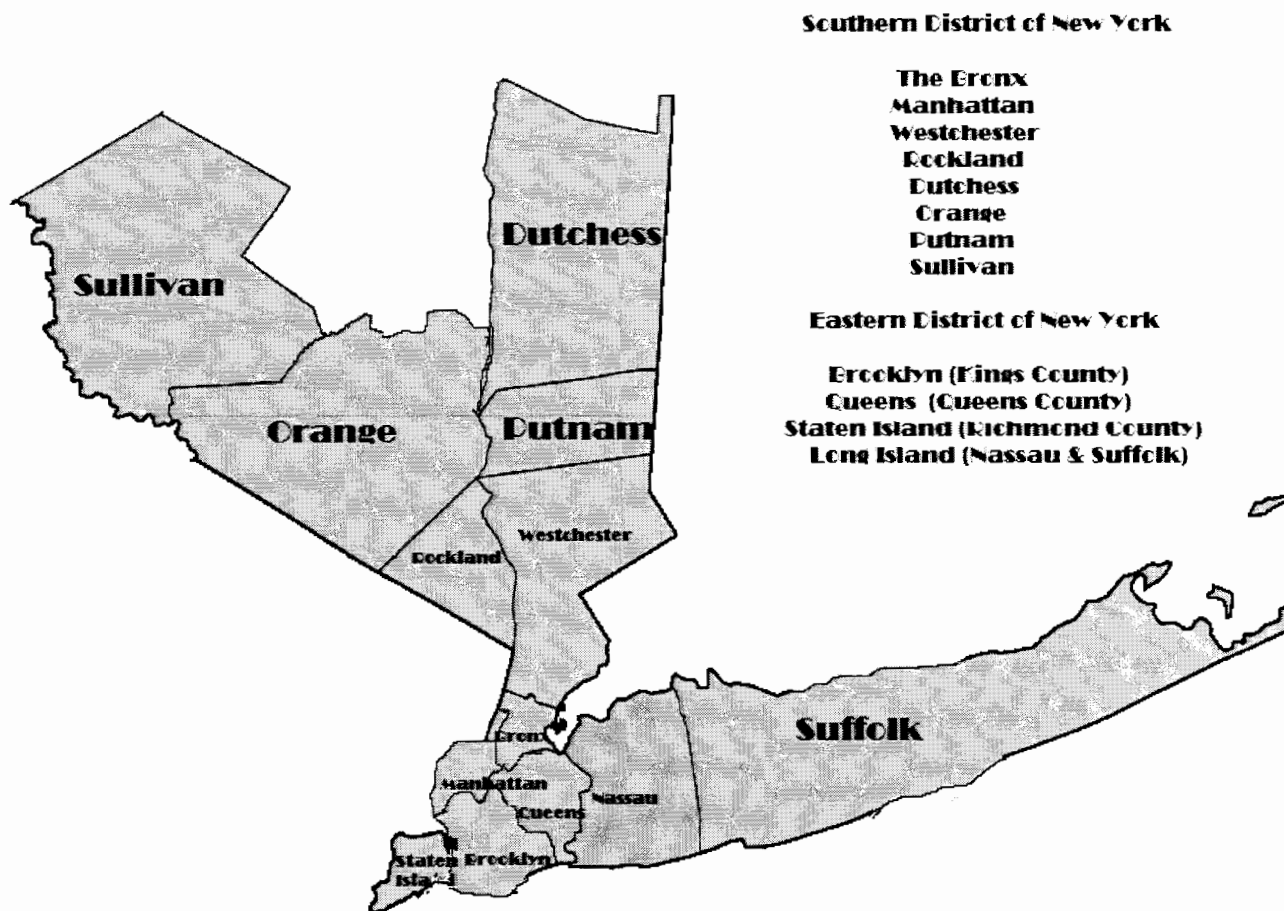 Southern District of New York
The Bronx
Manhattan
Westchester
Rockland
Dutchess
Orange
Putnam
Sullivan
Eastern District of New York
Brooklyn (Kings County)
Queens (Queens County)
Staten Island (Richmond County)
Long Island (Nassau & Suffolk)
Dutchess
Sullivan
Orange
Putnam
Westchester
Rockland
Suffolk
Bronx
Manhattan
Nassau
Queens
Staten
Brooklyn